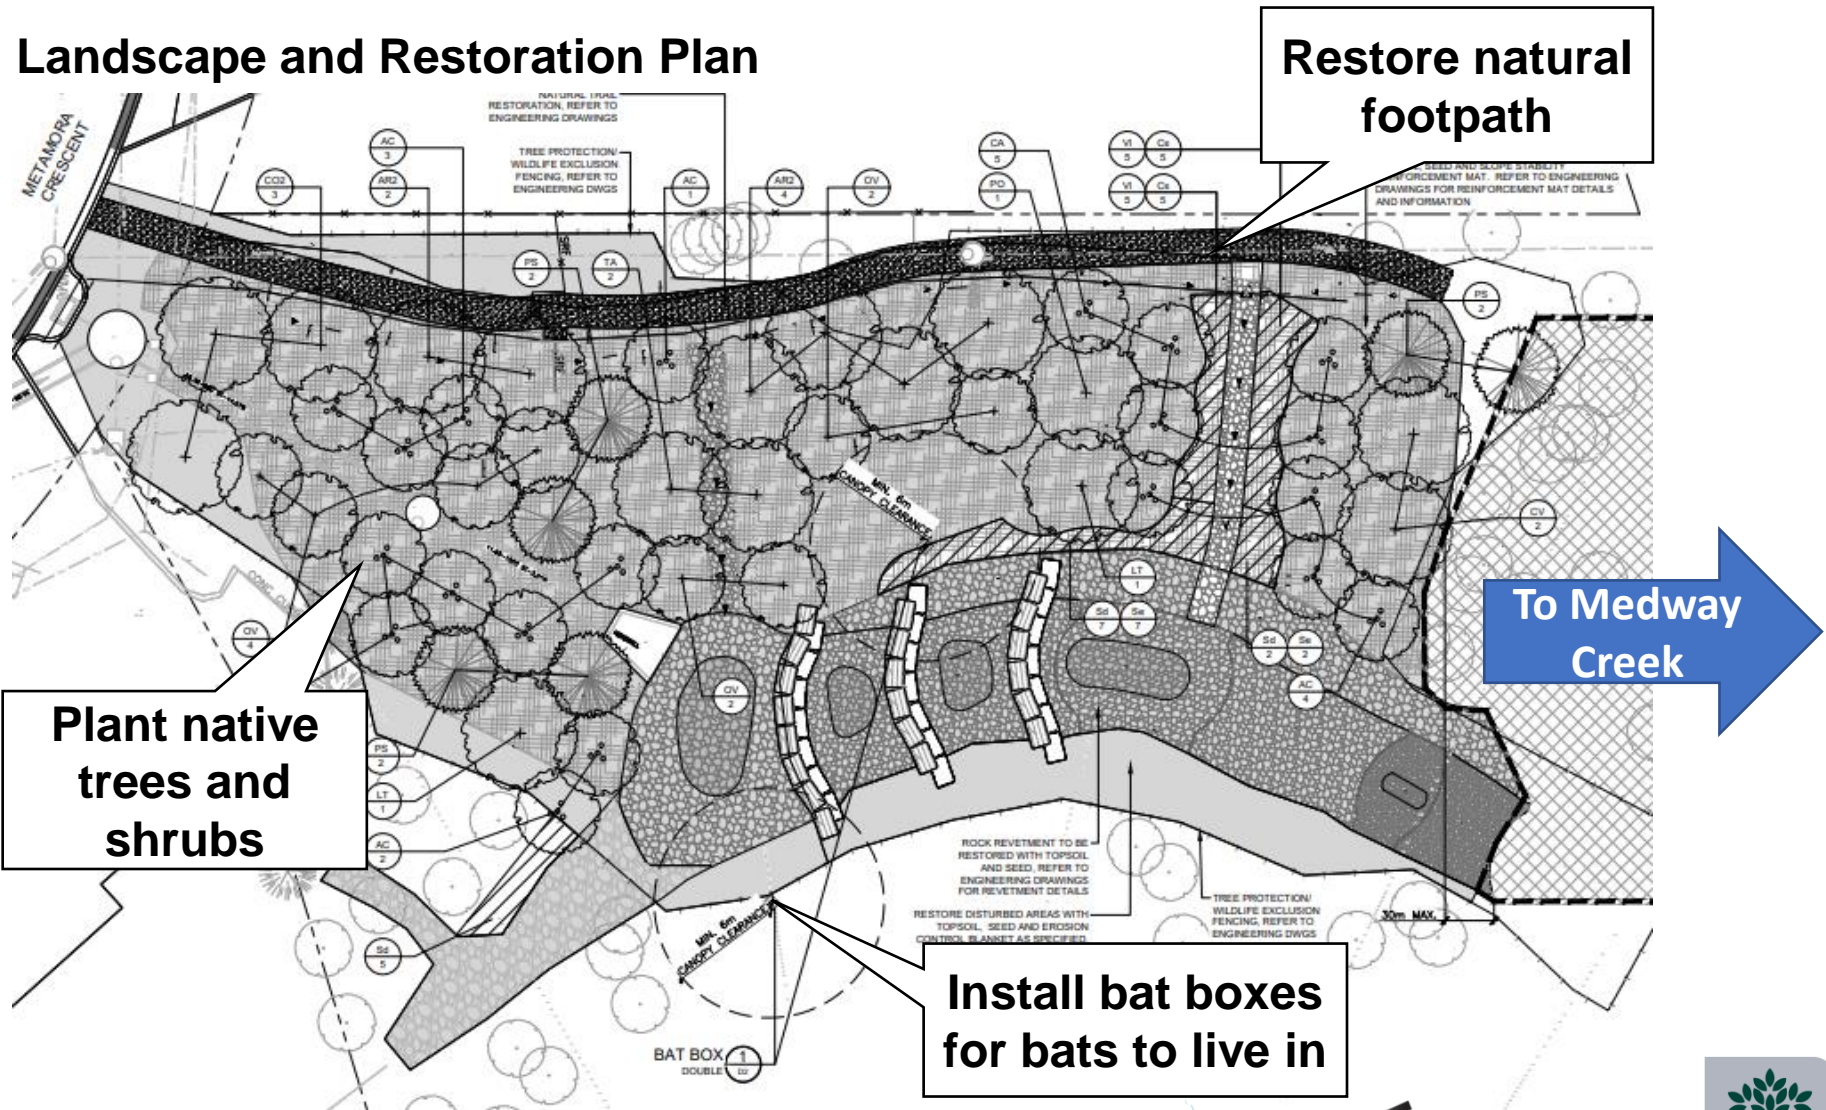 Landscape and Restoration Plan
Restore natural
footpath
METAMORA
CRESCENT
NATURAL TRAIL
RESTORATION, REFER TO
ENGINEERING DRAWINGS
TREE PROTECTION/
WILDLIFE EXCLUSION
FENCING, REFER TO
ENGINEERING DWGS
SEED AND SLOPE STABILITY
REFER TO ENGINEERING
DRAWINGS FOR REINFORCEMENT MAT DETAILS
AND INFORMATION
CO2
3
AC
3
AR2
2
AC
1
AR2
4
OV
2
CA
5
PO
1
VI
5
Ce
5
VI
5
Ce
5
PS
2
TA
2
PS
2
CV
2
MIN. 6m
CANOPY CLEARANCE
LT
1
Sd
7
Se
7
Sd
2
Se
2
AC
4
OV
4
OV
2
To Medway
Creek
Plant native
trees and
shrubs
PS
2
LT
1
AC
2
Sd
5
ROCK REVETMENT TO BE
RESTORED WITH TOPSOIL
AND SEED, REFER TO
ENGINEERING DRAWINGS
FOR REVETMENT DETAILS
RESTORE DISTURBED AREAS WITH
TOPSOIL, SEED AND EROSION
CONTROL BLANKET AS SPECIFIED
TREE PROTECTION/
WILDLIFE EXCLUSION
FENCING, REFER TO
ENGINEERING DWGS
30m MAX.
MIN. 6m
CANOPY CLEARANCE
Install bat boxes
for bats to live in
BAT BOX
DOUBLE
1
D2